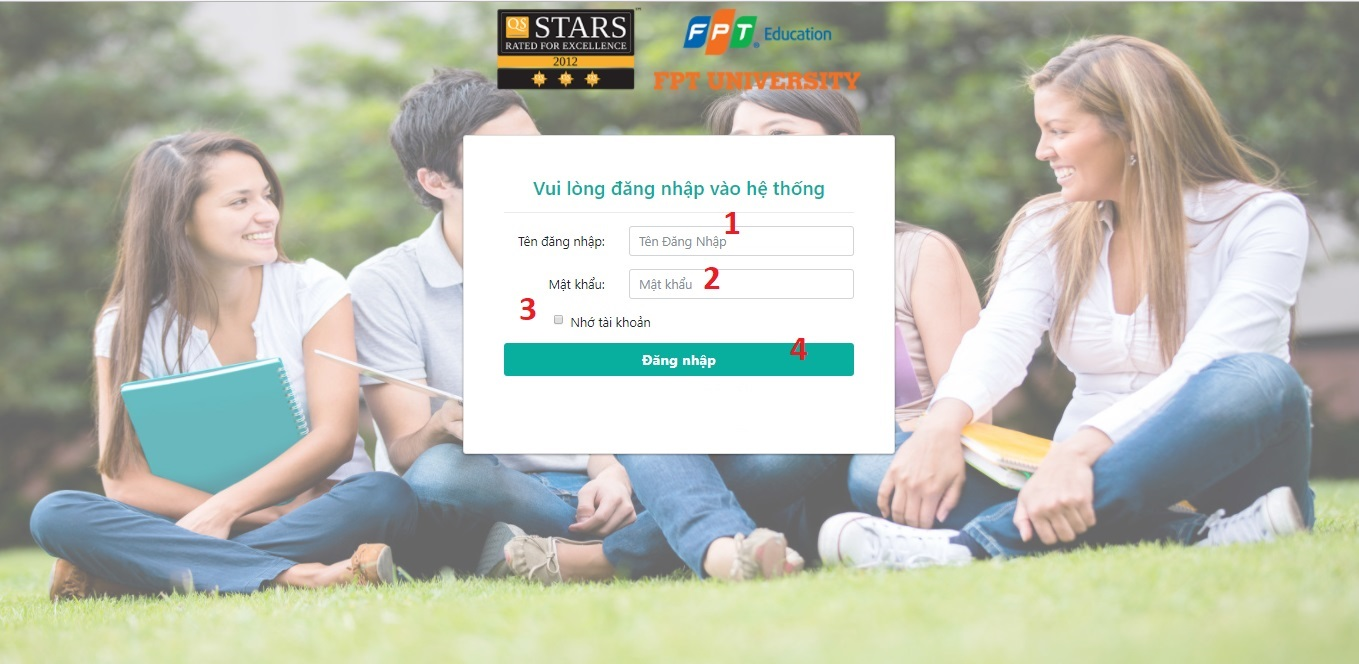 QS STARS™
RATED FOR EXCELLENCE
2012
FPT Education
FPT UNIVERSITY
Vui lòng đăng nhập vào hệ thống
1
Tên đăng nhập: Tên Đăng Nhập
2
Mật khẩu: Mật khẩu
3
Nhớ tài khoản
4
Đăng nhập